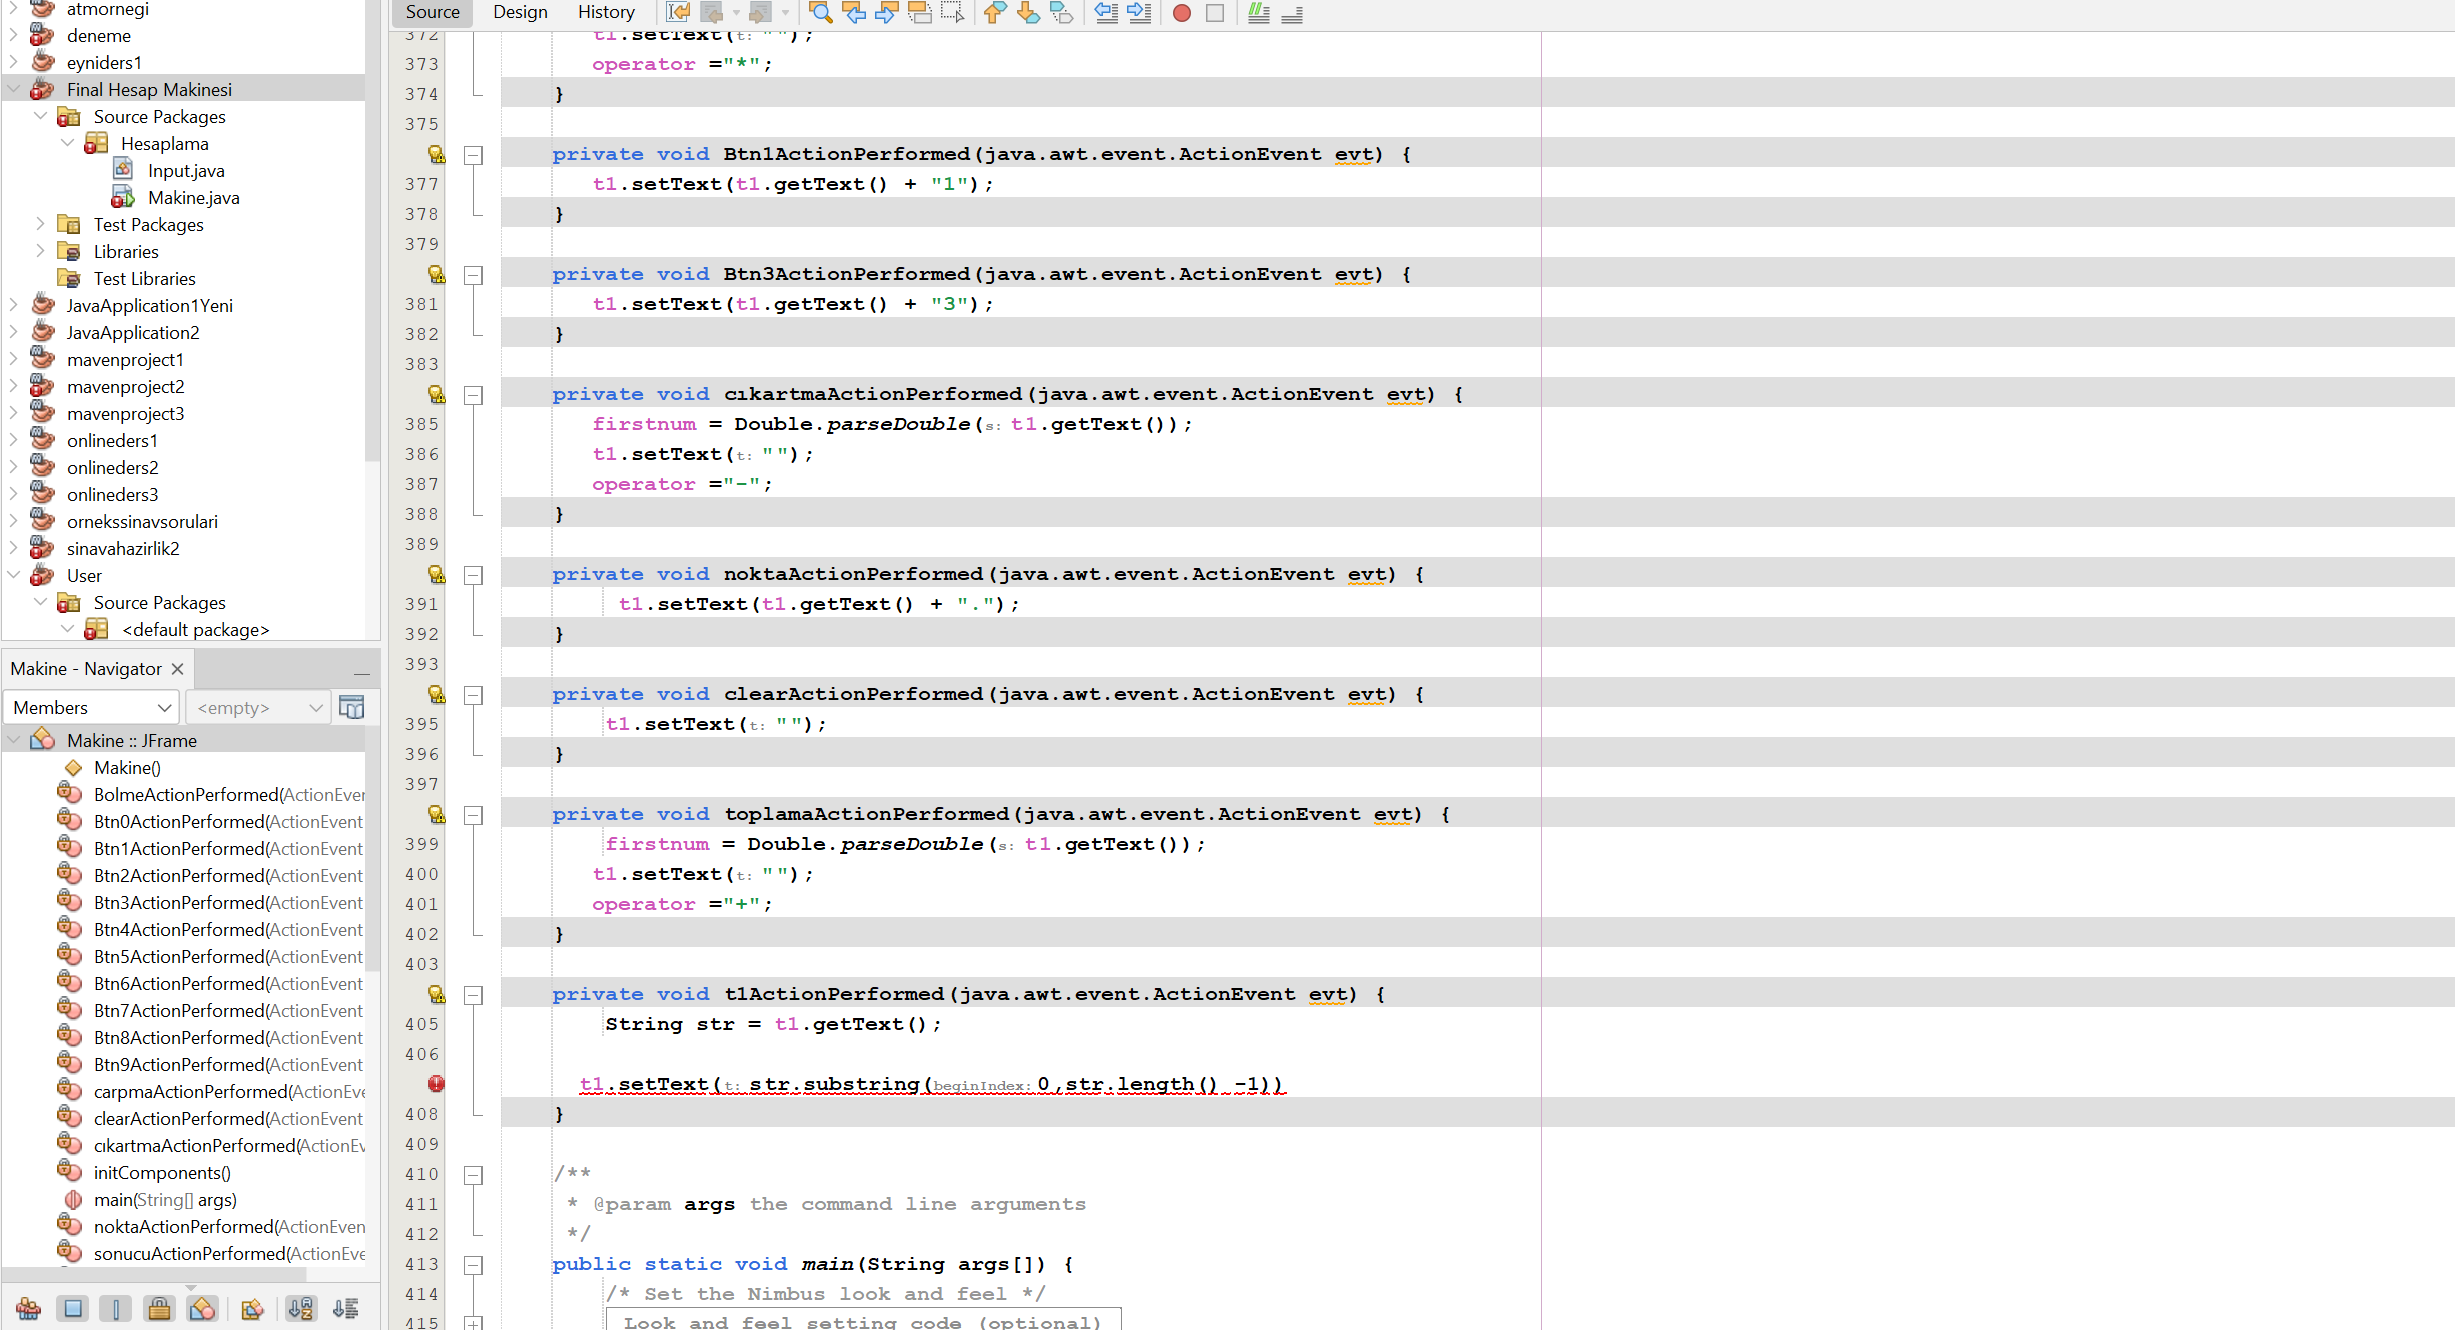 atmornegi
deneme
eyniders1
Final Hesap Makinesi
Source Packages
Hesaplama
Input.java
Makine.java
Test Packages
Libraries
Test Libraries
JavaApplication1Yeni
JavaApplication2
mavenproject1
mavenproject2
mavenproject3
onlineders1
onlineders2
onlineders3
ornekssinavsorulari
sinavahazirlik2
User
Source Packages
<default package>
Makine - Navigator
Members
<empty>
Makine :: JFrame
Makine()
BolmeActionPerformed(ActionEver
Btn0ActionPerformed(ActionEvent
Btn1ActionPerformed(ActionEvent
Btn2ActionPerformed(ActionEvent
Btn3ActionPerformed(ActionEvent
Btn4ActionPerformed(ActionEvent
Btn5ActionPerformed(ActionEvent
Btn6ActionPerformed(ActionEvent
Btn7ActionPerformed(ActionEvent
Btn8ActionPerformed(ActionEvent
Btn9ActionPerformed(ActionEvent
carpmaActionPerformed(ActionEve
clearActionPerformed(ActionEvent
cıkartmaActionPerformed(ActionEv
initComponents()
main(String[] args)
noktaActionPerformed(ActionEven
sonucuActionPerformed(ActionEve
Source Design History
372 t1.setText(t: "");
373 operator ="*";
374 }
375
private void Btn1ActionPerformed(java.awt.event.ActionEvent evt) {
377 t1.setText(t1.getText() + "1");
378 }
379
private void Btn3ActionPerformed(java.awt.event.ActionEvent evt) {
381 t1.setText(t1.getText() + "3");
382 }
383
private void cıkartmaActionPerformed(java.awt.event.ActionEvent evt) {
385 firstnum = Double.parseDouble(s: t1.getText());
386 t1.setText(t: "");
387 operator ="-";
388 }
389
private void noktaActionPerformed(java.awt.event.ActionEvent evt) {
391 t1.setText(t1.getText() + ".");
392 }
393
private void clearActionPerformed(java.awt.event.ActionEvent evt) {
395 t1.setText(t: "");
396 }
397
private void toplamaActionPerformed(java.awt.event.ActionEvent evt) {
399 firstnum = Double.parseDouble(s: t1.getText());
400 t1.setText(t: "");
401 operator ="+";
402 }
403
private void t1ActionPerformed(java.awt.event.ActionEvent evt) {
405 String str = t1.getText();
406
t1.setText(t: str.substring(beginIndex: 0,str.length() -1))
408 }
409
410 /**
411 * @param args the command line arguments
412 */
413 public static void main(String args[]) {
414 /* Set the Nimbus look and feel */
415 Look and feel setting code (optional)